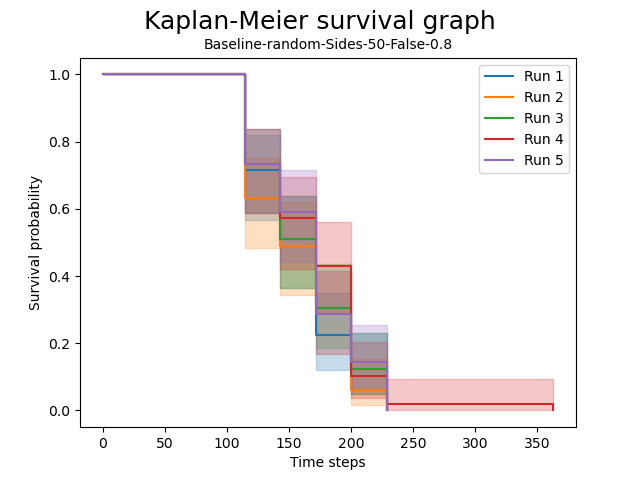 Kaplan-Meier survival graph
Baseline-random-Sides-50-False-0.8
Survival probability
1.0
0.8
0.6
0.4
0.2
0.0
Run 1
Run 2
Run 3
Run 4
Run 5
0 50 100 150 200 250 300 350
Time steps